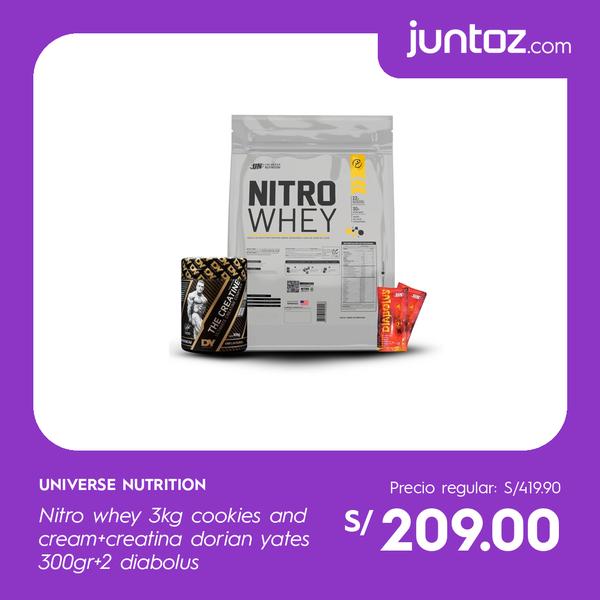 juntoz.com
UN
NITRO
WHEY
THE CREATINE
DY
DIABOLUS
UNIVERSE NUTRITION
Nitro whey 3kg cookies and
cream+creatina dorian yates
300gr+2 diabolus
Precio regular: S/419.90
S/ 209.00